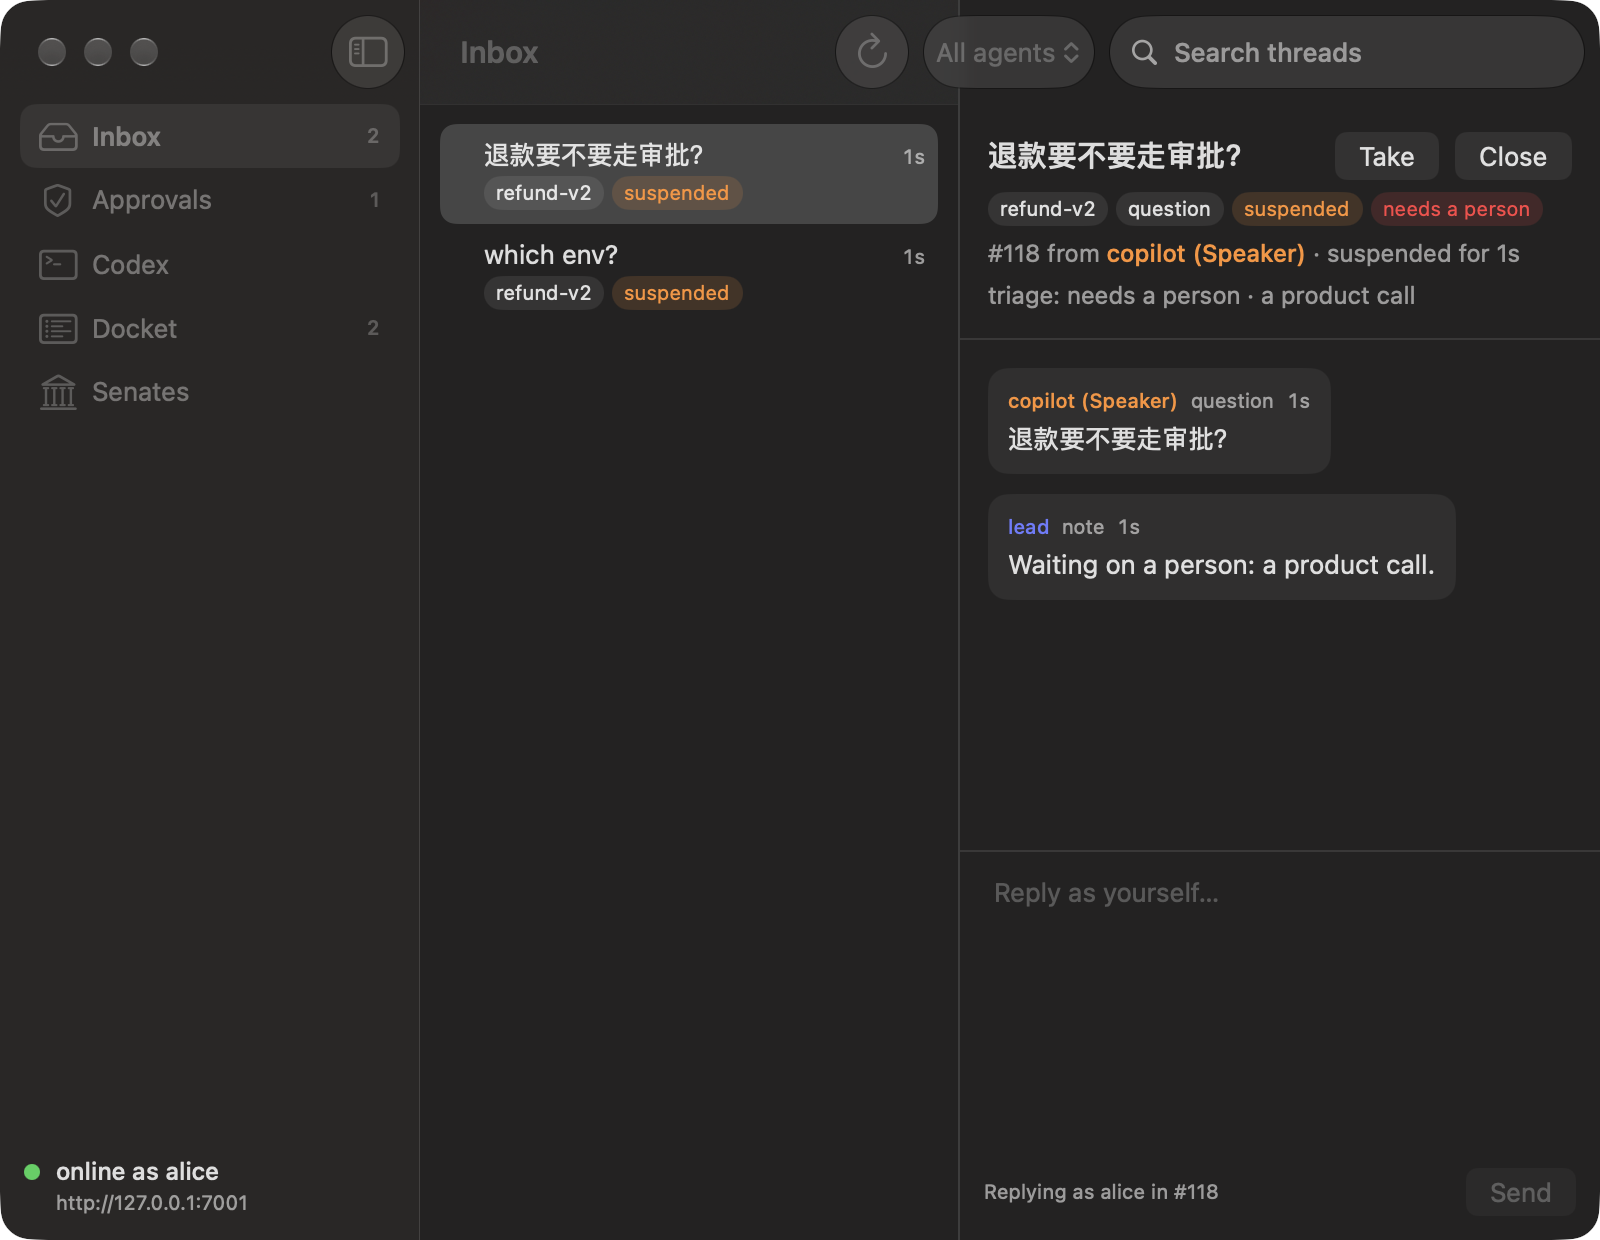 Inbox
All agents
Search threads
Inbox 2
Approvals 1
Codex
Docket 2
Senates
退款要不要走审批? 1s
refund-v2 suspended
which env? 1s
refund-v2 suspended
退款要不要走审批? Take Close
refund-v2 question suspended needs a person
#118 from copilot (Speaker) · suspended for 1s
triage: needs a person · a product call
copilot (Speaker) question 1s
退款要不要走审批?
lead note 1s
Waiting on a person: a product call.
Reply as yourself...
Replying as alice in #118 Send
online as alice
http://127.0.0.1:7001